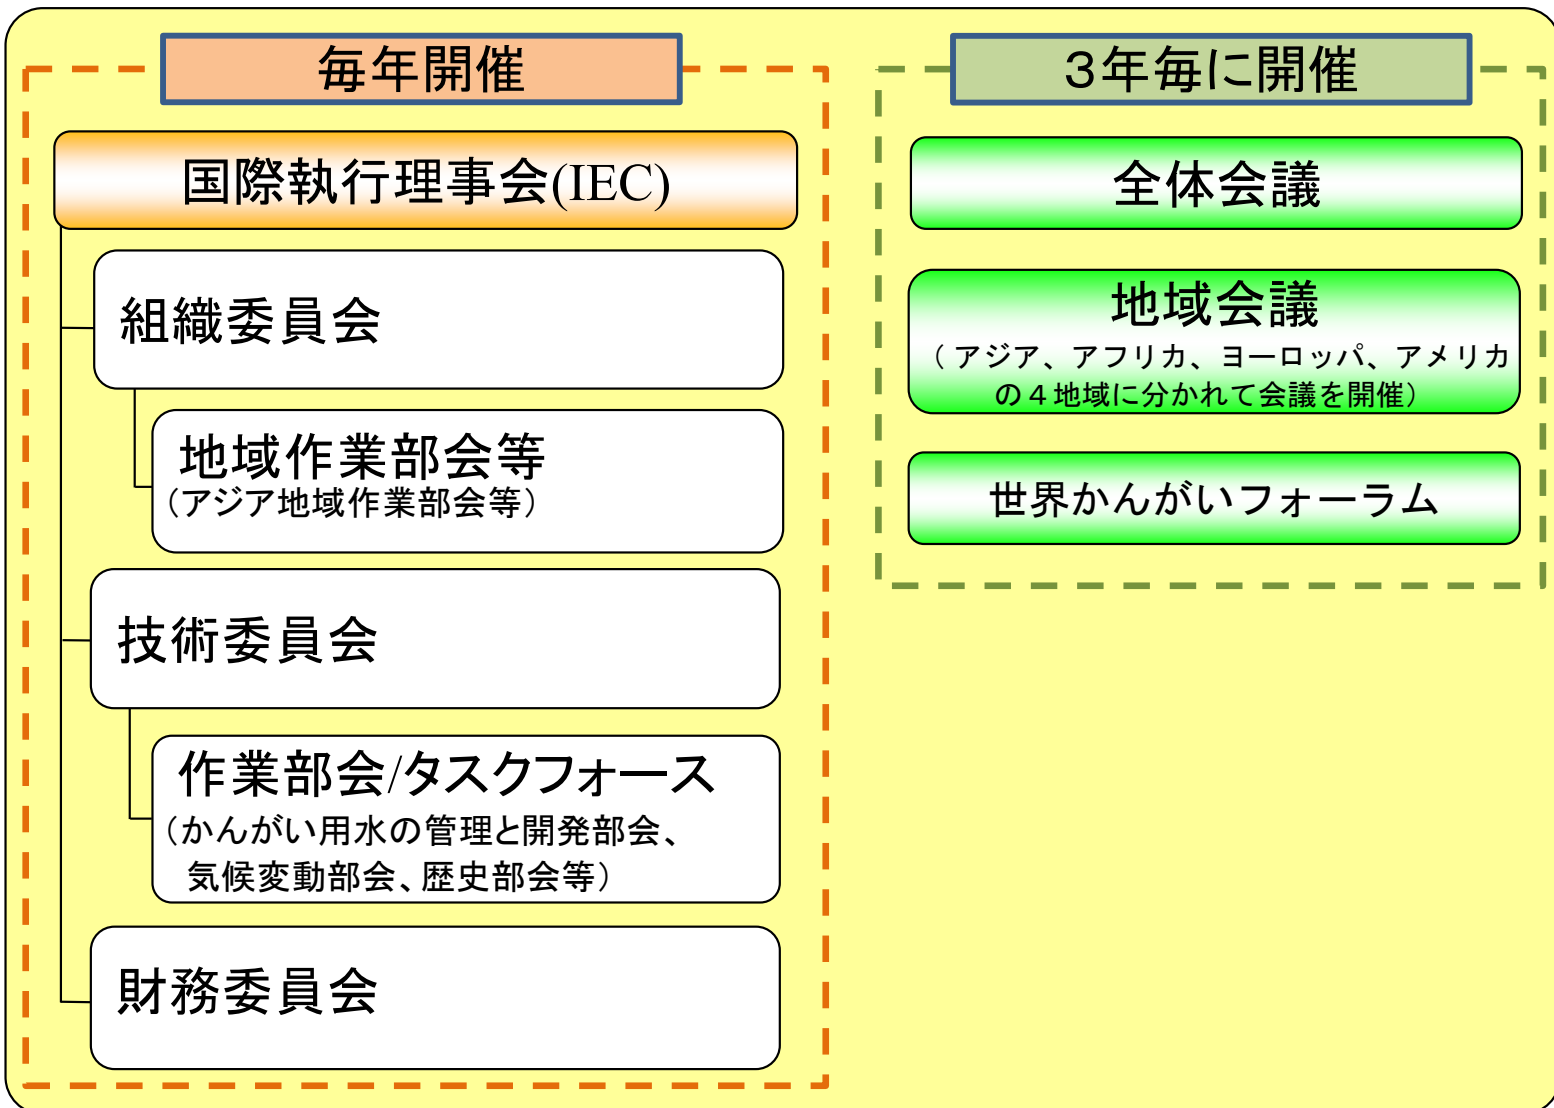 毎年開催
国際執行理事会(IEC)
組織委員会
地域作業部会等
（アジア地域作業部会等）
技術委員会
作業部会/タスクフォース
（かんがい用水の管理と開発部会、
気候変動部会、歴史部会等）
財務委員会
３年毎に開催
全体会議
地域会議
（アジア、アフリカ、ヨーロッパ、アメリカ
の４地域に分かれて会議を開催）
世界かんがいフォーラム